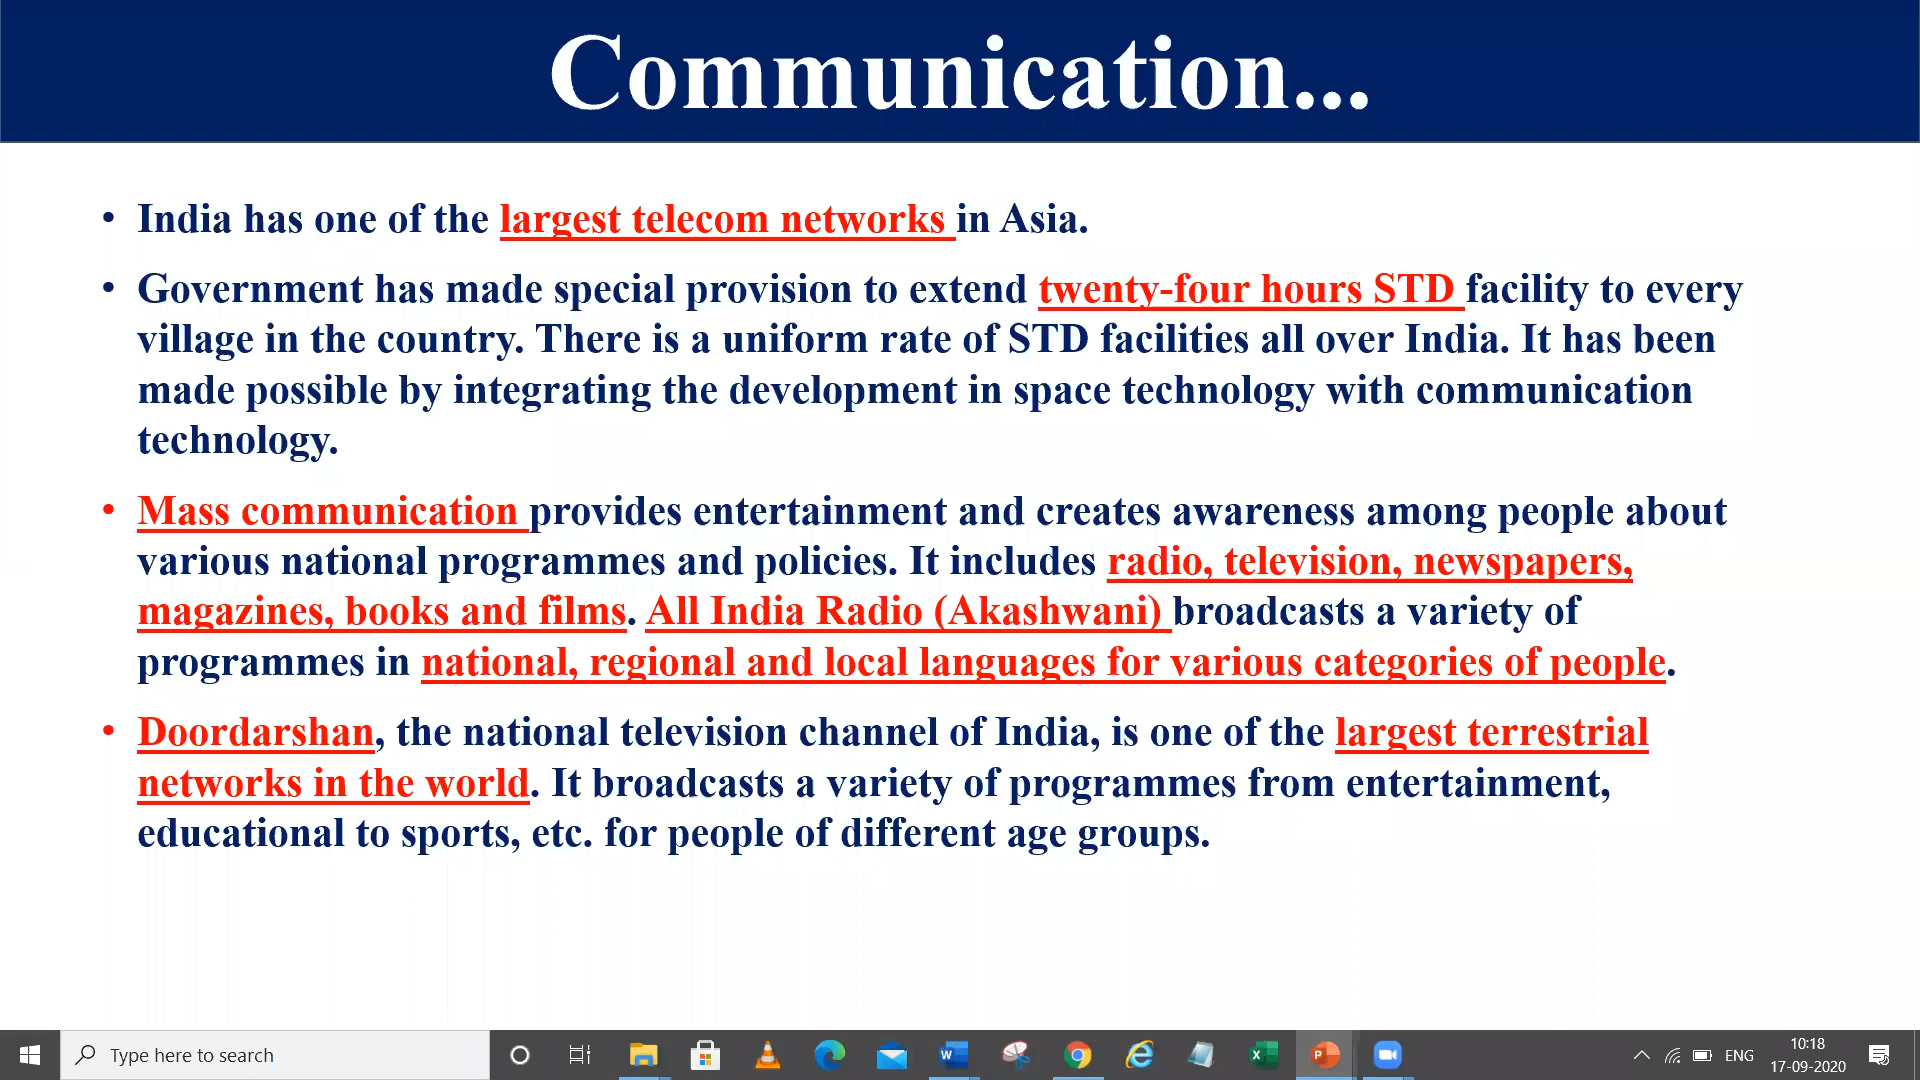 Communication...
• India has one of the largest telecom networks in Asia.
• Government has made special provision to extend twenty-four hours STD facility to every
village in the country. There is a uniform rate of STD facilities all over India. It has been
made possible by integrating the development in space technology with communication
technology.
• Mass communication provides entertainment and creates awareness among people about
various national programmes and policies. It includes radio, television, newspapers,
magazines, books and films. All India Radio (Akashwani) broadcasts a variety of
programmes in national, regional and local languages for various categories of people.
• Doordarshan, the national television channel of India, is one of the largest terrestrial
networks in the world. It broadcasts a variety of programmes from entertainment,
educational to sports, etc. for people of different age groups.
Type here to search
ENG
10:18
17-09-2020